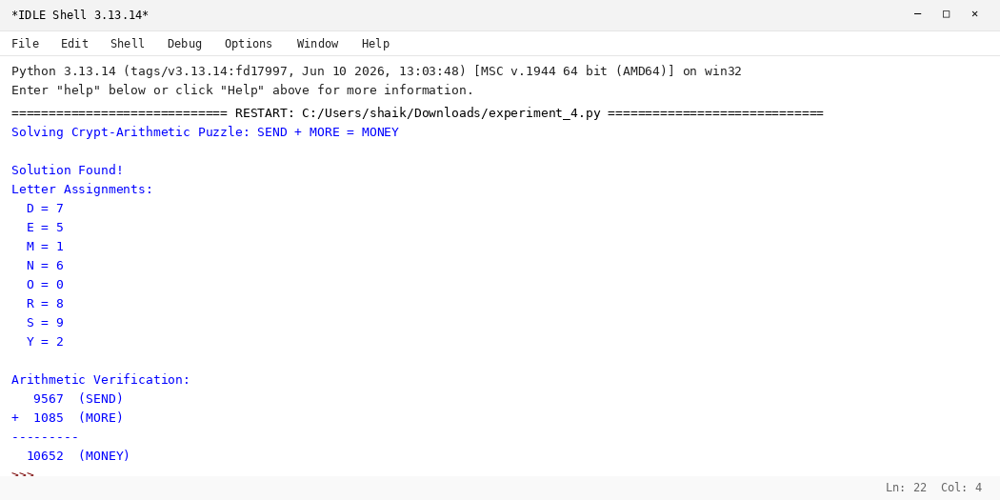 *IDLE Shell 3.13.14*
File Edit Shell Debug Options Window Help
Python 3.13.14 (tags/v3.13.14:fd17997, Jun 10 2026, 13:03:48) [MSC v.1944 64 bit (AMD64)] on win32
Enter "help" below or click "Help" above for more information.
============================= RESTART: C:/Users/shaik/Downloads/experiment_4.py =============================
Solving Crypt-Arithmetic Puzzle: SEND + MORE = MONEY
Solution Found!
Letter Assignments:
D = 7
E = 5
M = 1
N = 6
O = 0
R = 8
S = 9
Y = 2
Arithmetic Verification:
9567 (SEND)
+ 1085 (MORE)
---------
10652 (MONEY)
>>>
Ln: 22 Col: 4